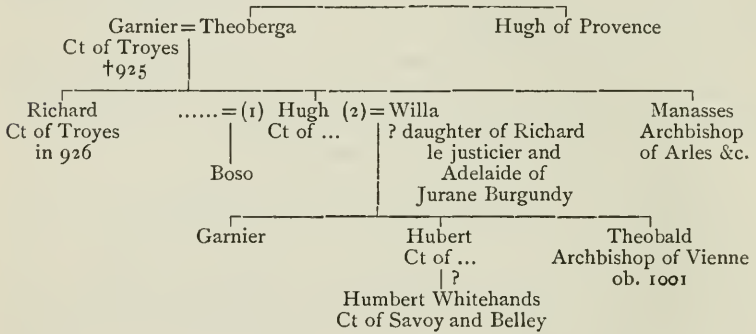 Garnier = Theoberga Hugh of Provence
Ct of Troyes
†925
Richard ...... = (1) Hugh (2) = Willa Manasses
Ct of Troyes Ct of ... ? daughter of Richard Archbishop
in 926 le justicier and of Arles &c.
Boso Adelaide of
Jurane Burgundy
Garnier Hubert Theobald
Ct of ... Archbishop of Vienne
? ob. 1001
Humbert Whitehands
Ct of Savoy and Belley